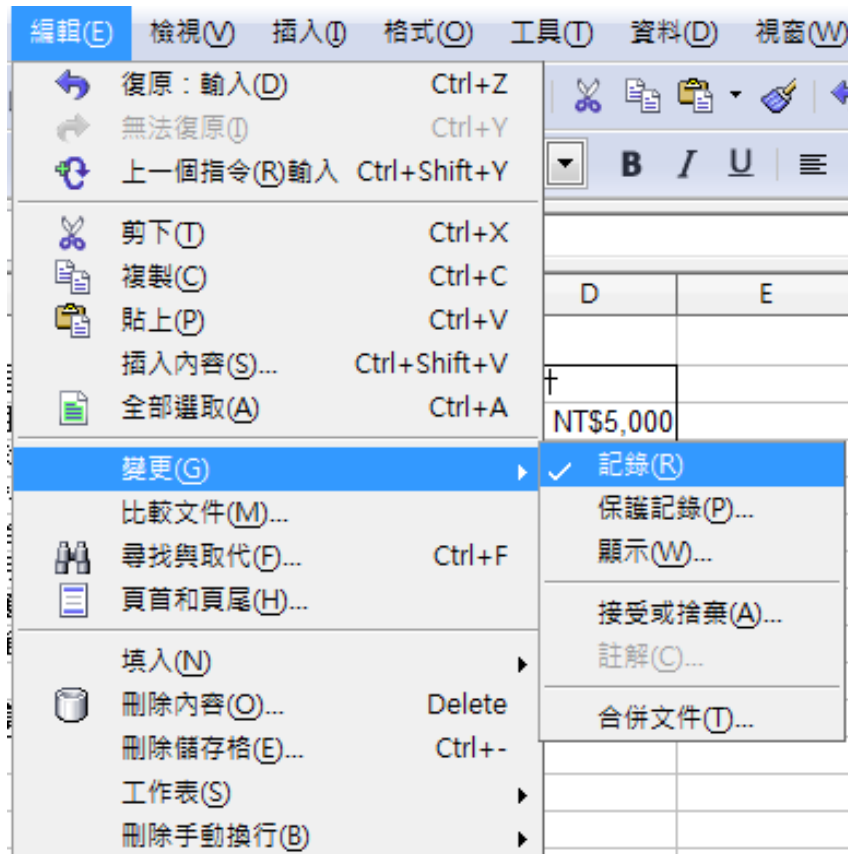 編輯(E) 檢視(V) 插入(I) 格式(O) 工具(T) 資料(D) 視窗(W)
復原：輸入(D) Ctrl+Z
無法復原(I) Ctrl+Y
上一個指令(R)輸入 Ctrl+Shift+Y
B I U
剪下(T) Ctrl+X
複製(C) Ctrl+C
D E
貼上(P) Ctrl+V
插入內容(S)... Ctrl+Shift+V
全部選取(A) Ctrl+A
NT$5,000
變更(G)
比較文件(M)...
尋找與取代(F)... Ctrl+F
頁首和頁尾(H)...
填入(N)
刪除內容(O)... Delete
刪除儲存格(E)... Ctrl+-
工作表(S)
刪除手動換行(B)
記錄(R)
保護記錄(P)...
顯示(W)...
接受或捨棄(A)...
註解(C)...
合併文件(T)...